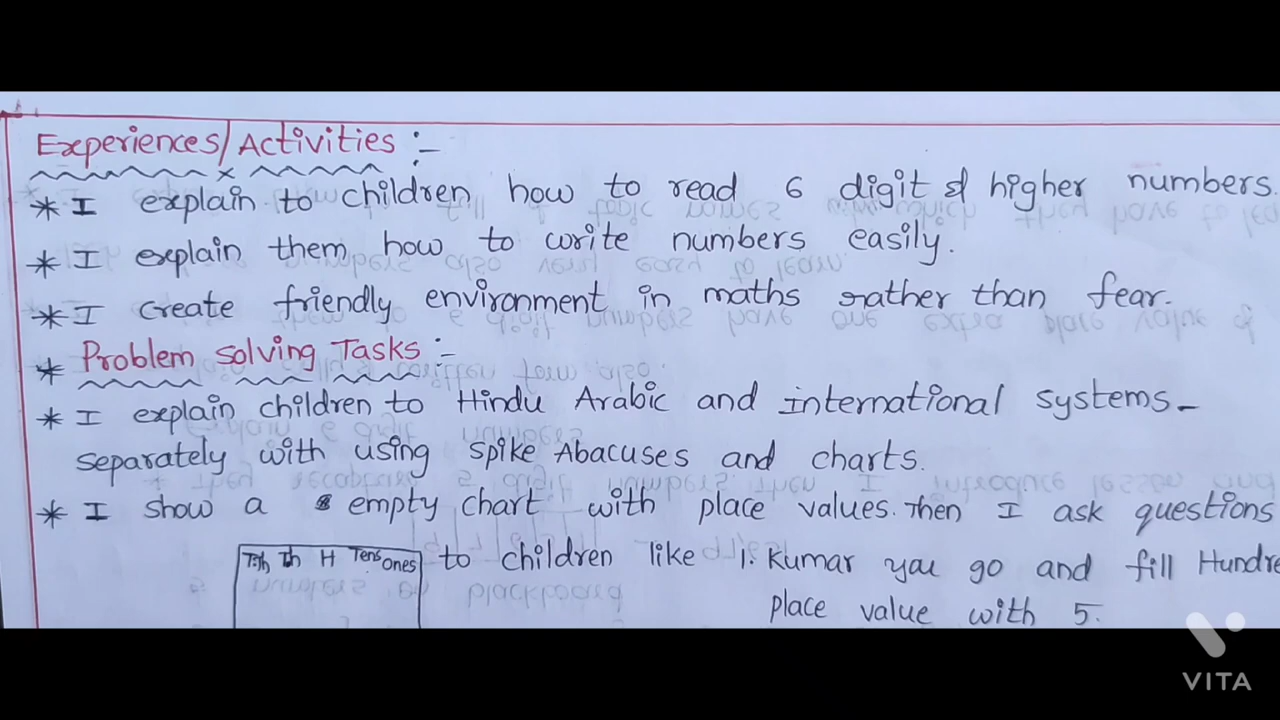 Experiences/Activities :-
* I explain to children how to read 6 digit & higher numbers.
* I explain them how to write numbers easily.
* I create friendly environment in maths rather than fear.
* Problem solving Tasks :-
* I explain children to Hindu Arabic and international systems-
separately with using spike Abacuses and charts.
* I show a empty chart with place values. Then I ask questions
T.th Th H Tens Ones to children like 1. Kumar you go and fill Hundre
place value with 5.
VITA